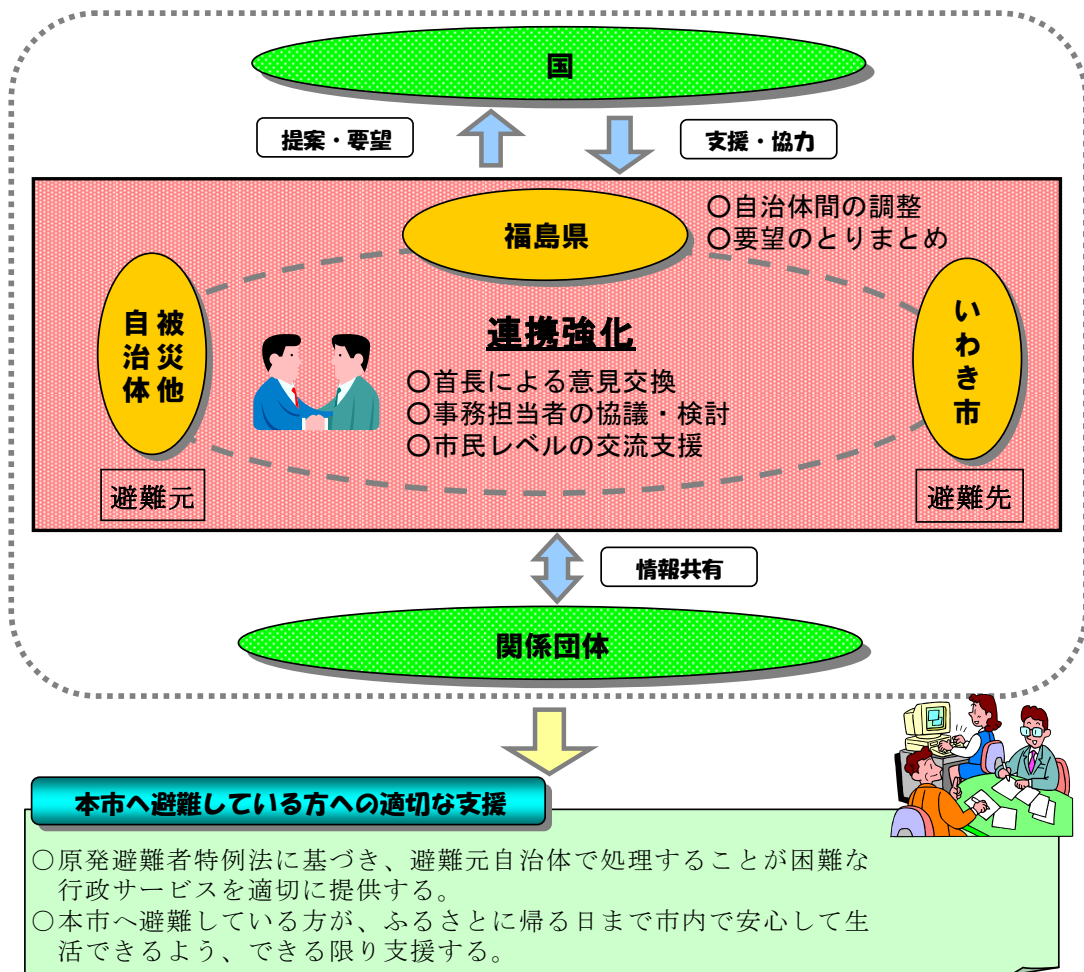 国
提案・要望
支援・協力
福島県
○自治体間の調整
○要望のとりまとめ
被災他
自治体
避難元
連携強化
○首長による意見交換
○事務担当者の協議・検討
○市民レベルの交流支援
いわき市
避難先
情報共有
関係団体
本市へ避難している方への適切な支援
○原発避難者特例法に基づき、避難元自治体で処理することが困難な
行政サービスを適切に提供する。
○本市へ避難している方が、ふるさとに帰る日まで市内で安心して生
活できるよう、できる限り支援する。